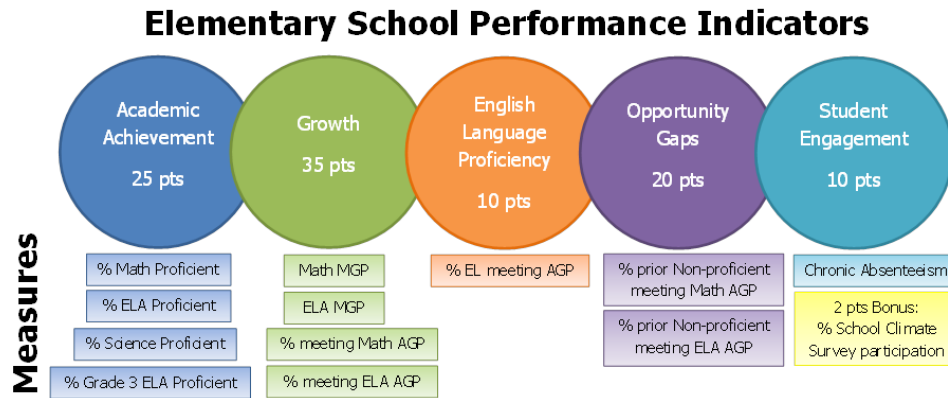 Elementary School Performance Indicators
Academic
Achievement
25 pts
Growth
35 pts
English
Language
Proficiency
10 pts
Opportunity
Gaps
20 pts
Student
Engagement
10 pts
Measures
% Math Proficient
% ELA Proficient
% Science Proficient
% Grade 3 ELA Proficient
Math MGP
ELA MGP
% meeting Math AGP
% meeting ELA AGP
% EL meeting AGP
% prior Non-proficient
meeting Math AGP
% prior Non-proficient
meeting ELA AGP
Chronic Absenteeism
2 pts Bonus:
% School Climate
Survey participation